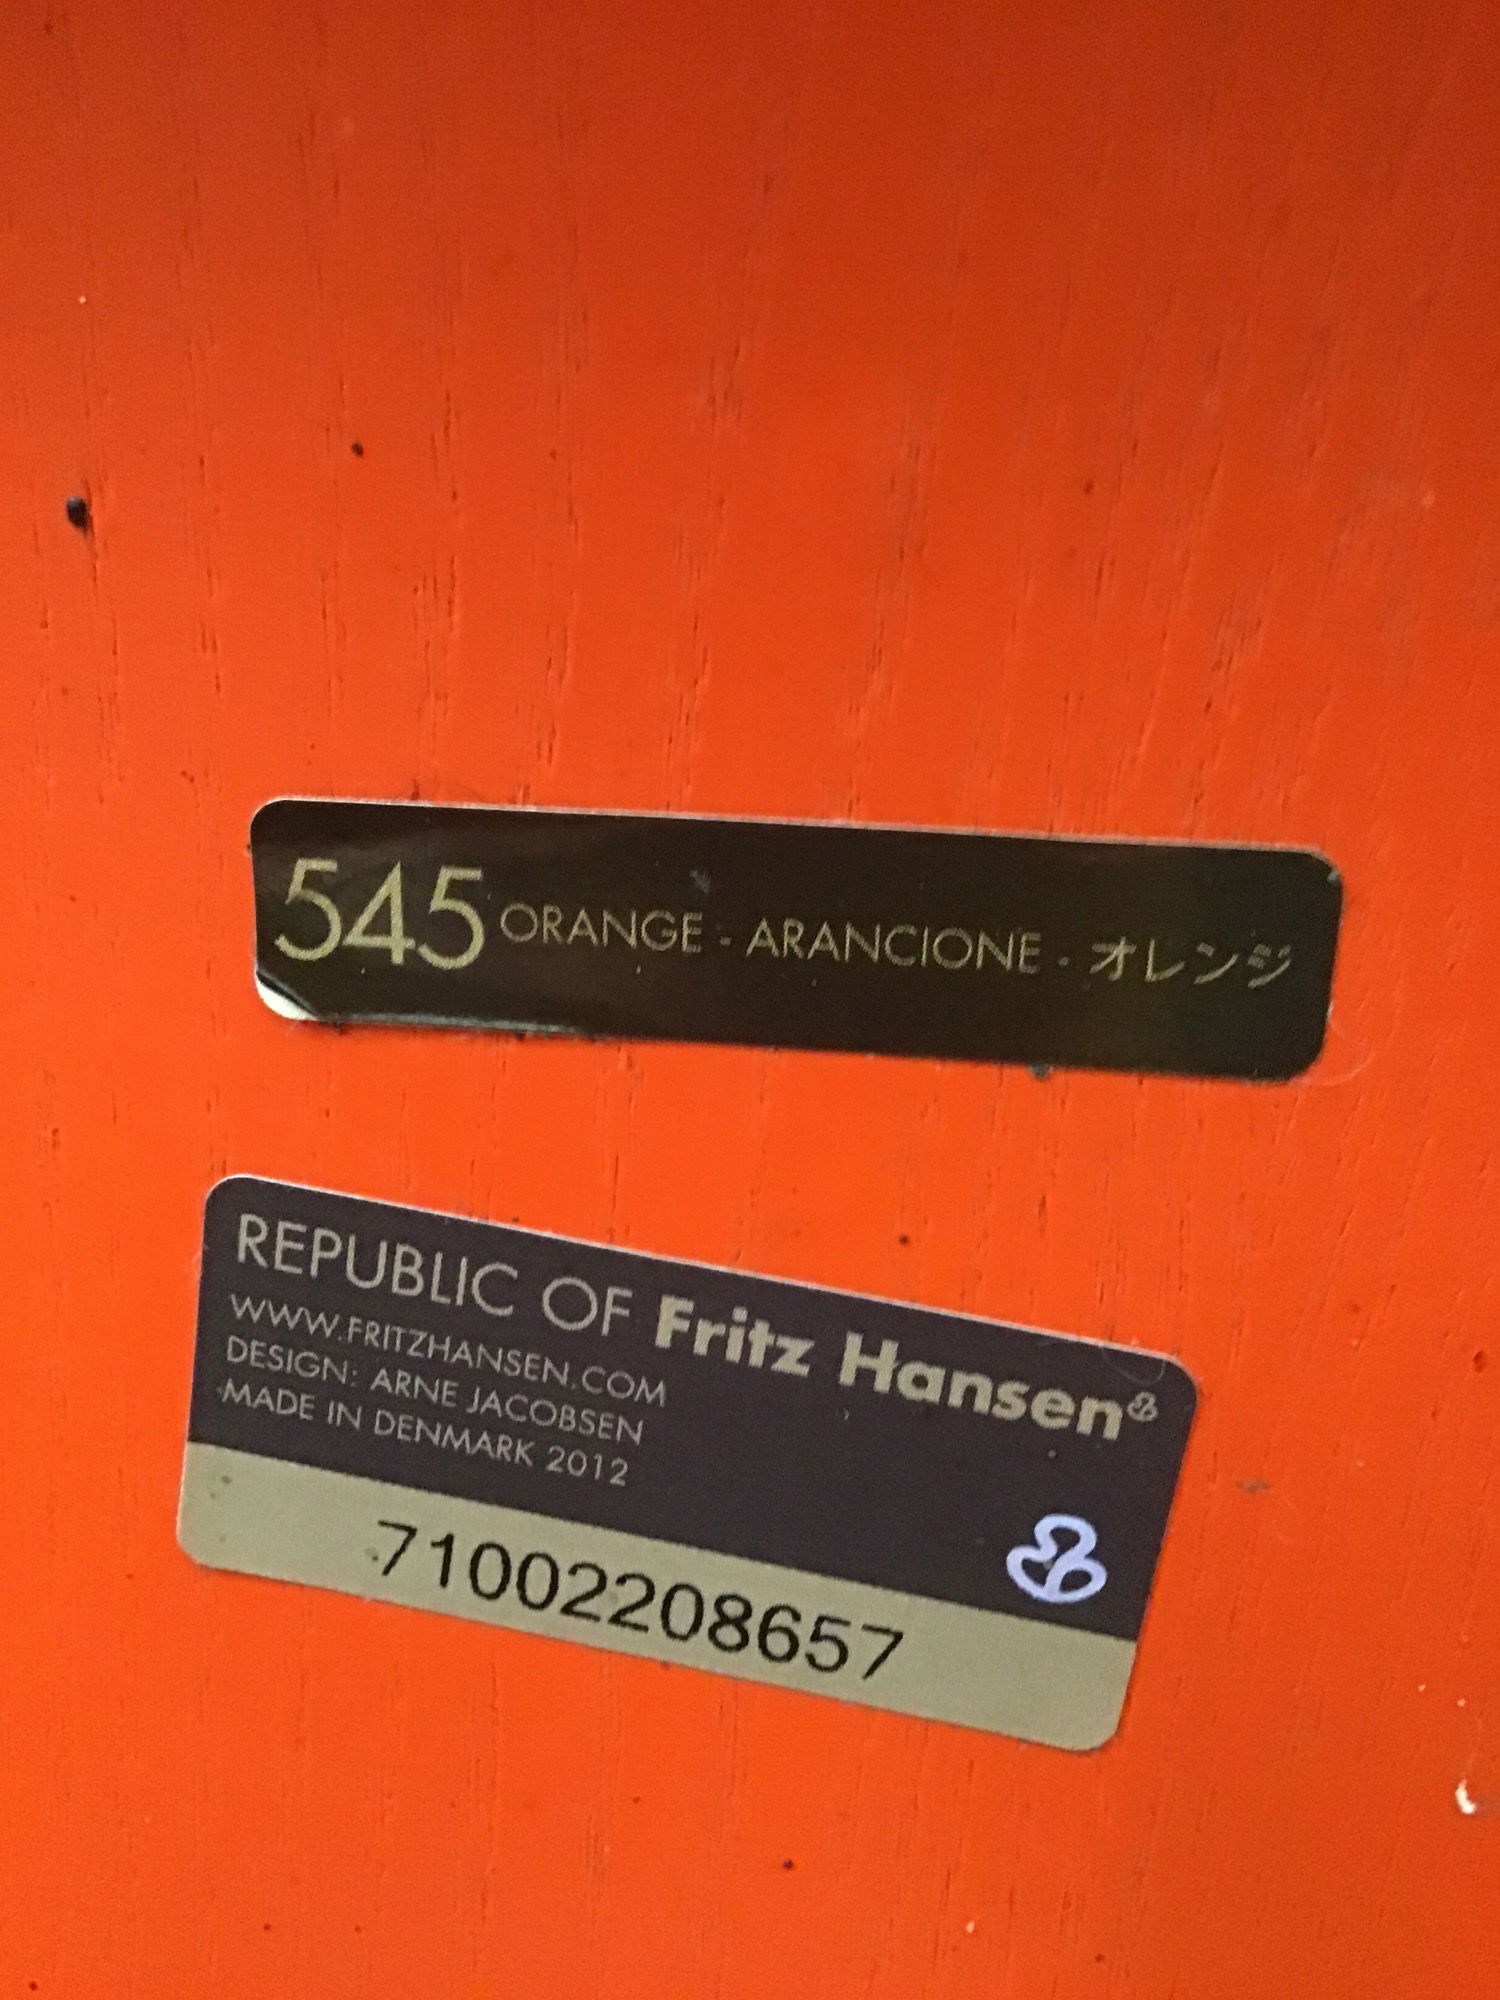 545 ORANGE - ARANCIONE - オレンジ
REPUBLIC OF Fritz Hansen
WWW.FRITZHANSEN.COM
DESIGN: ARNE JACOBSEN
MADE IN DENMARK 2012
71002208657